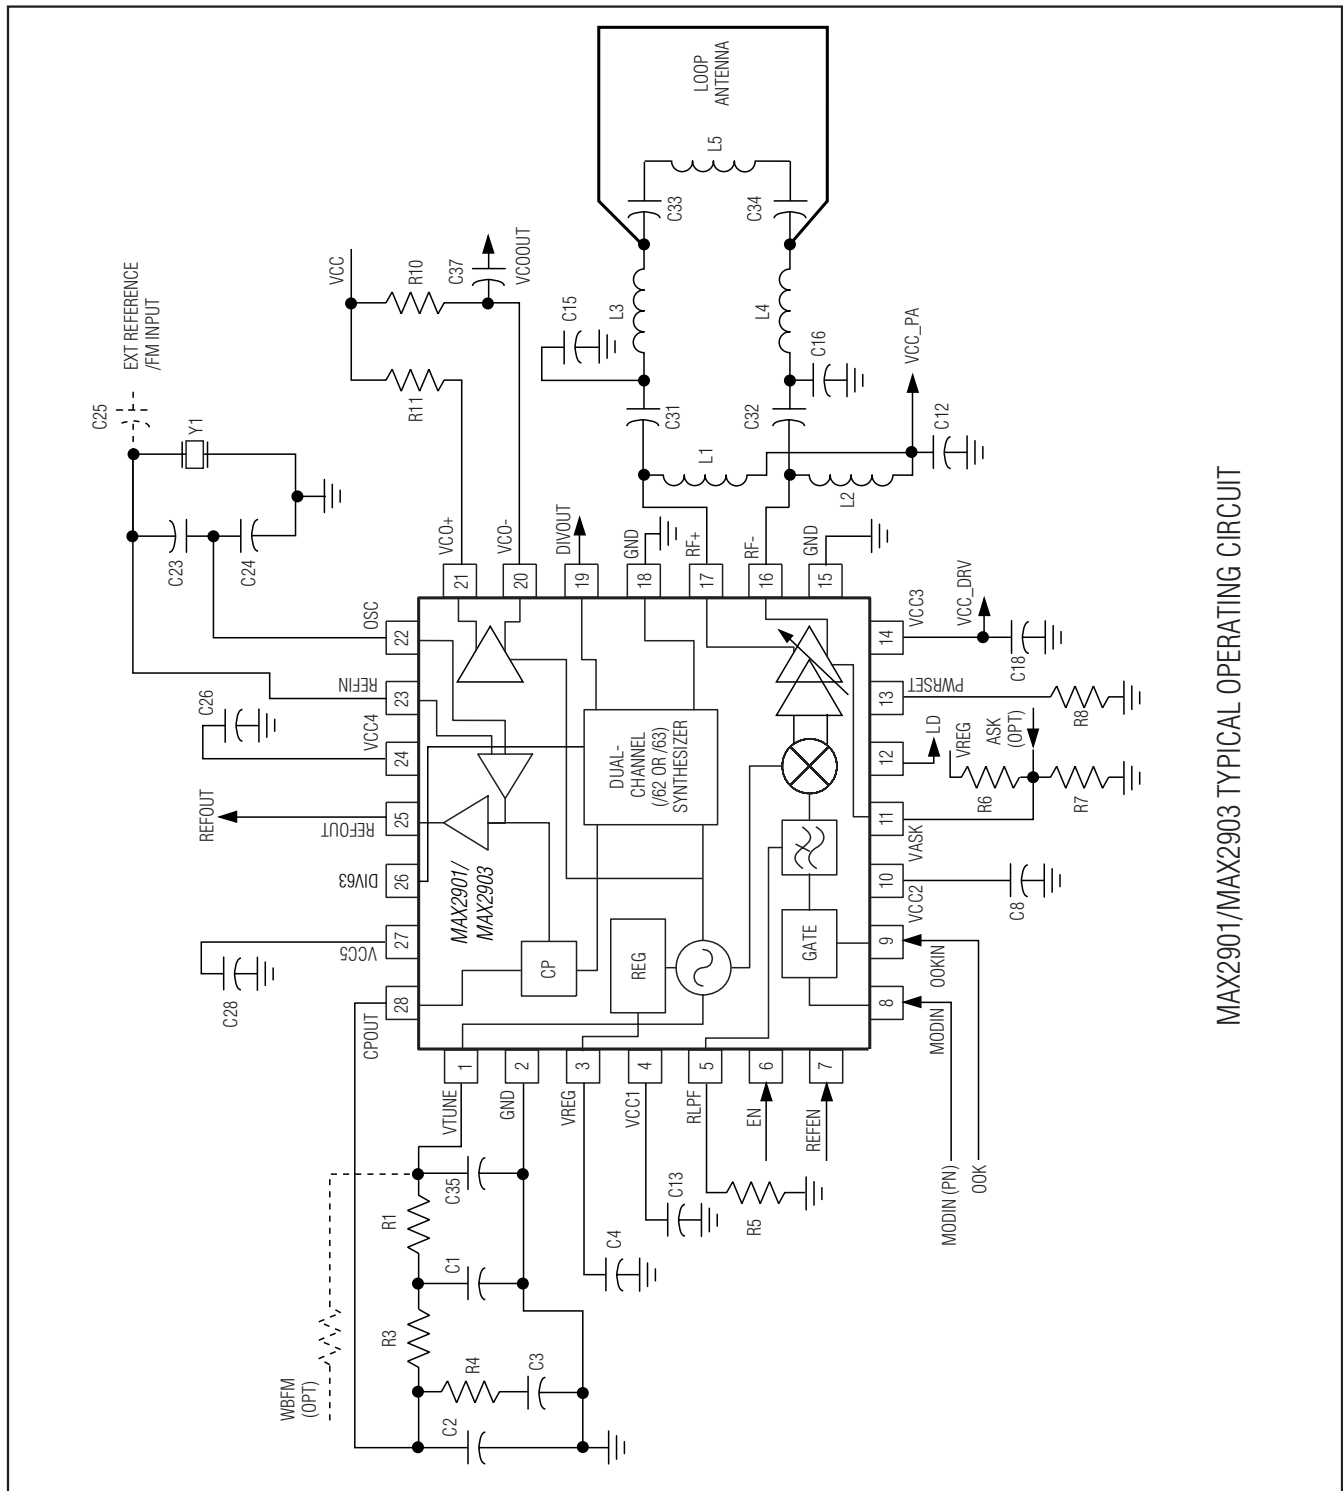 LOOP
ANTENNA
L5
C33
C34
EXT REFERENCE
/FM INPUT
C25
Y1
C23
C24
VCC
R10
R11
C37
VCOOUT
C15
L3
L4
C16
C31
C32
L1
L2
VCC_PA
C12
VCO+
VCO-
DIVOUT
GND
RF+
RF-
GND
21
20
19
18
17
16
15
OSC
22
REFIN
23
C26
VCC4
24
REFOUT
REFOUT
25
DIV63
26
VCC5
27
C28
CPOUT
28
VCC3
14
VCC_DRV
C18
PWRSET
13
R8
12
LD
VREG
ASK
(OPT)
R6
R7
11
VASK
10
VCC2
C8
9
OOKIN
8
MODIN
DUAL-
CHANNEL
(/62 OR /63)
SYNTHESIZER
MAX2901/
MAX2903
CP
REG
GATE
1
2
3
4
5
6
7
VTUNE
GND
VREG
VCC1
RLPF
EN
REFEN
MODIN (PN)
OOK
C35
R1
C1
C4
C13
R5
R3
R4
C3
C2
WBFM
(OPT)
MAX2901/MAX2903 TYPICAL OPERATING CIRCUIT